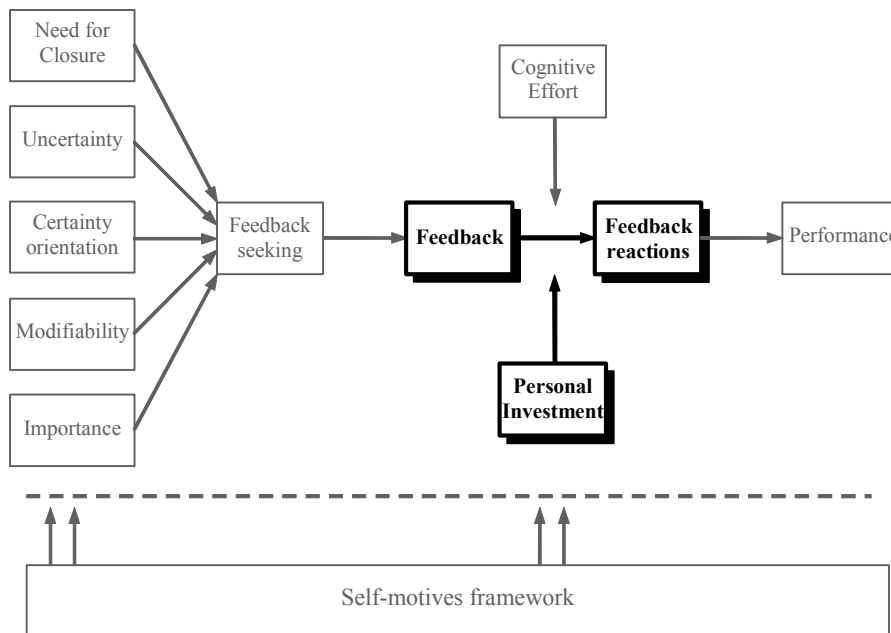 Need for
Closure
Cognitive
Effort
Uncertainty
Certainty
orientation
Feedback
seeking
Feedback
Feedback
reactions
Performance
Modifiability
Personal
Investment
Importance
Self-motives framework